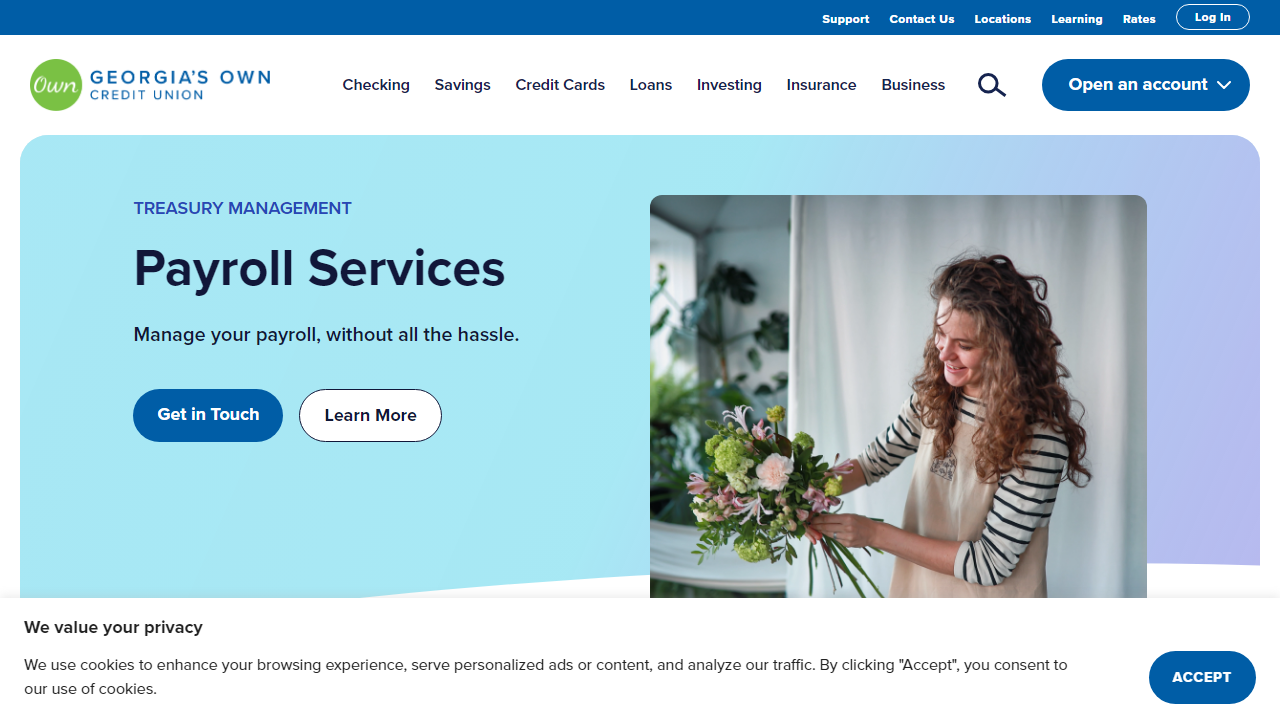 Support Contact Us Locations Learning Rates Log In
Own GEORGIA'S OWN
CREDIT UNION
Checking Savings Credit Cards Loans Investing Insurance Business Open an account
TREASURY MANAGEMENT
Payroll Services
Manage your payroll, without all the hassle.
Get in Touch Learn More
We value your privacy
We use cookies to enhance your browsing experience, serve personalized ads or content, and analyze our traffic. By clicking "Accept", you consent to
our use of cookies.
ACCEPT